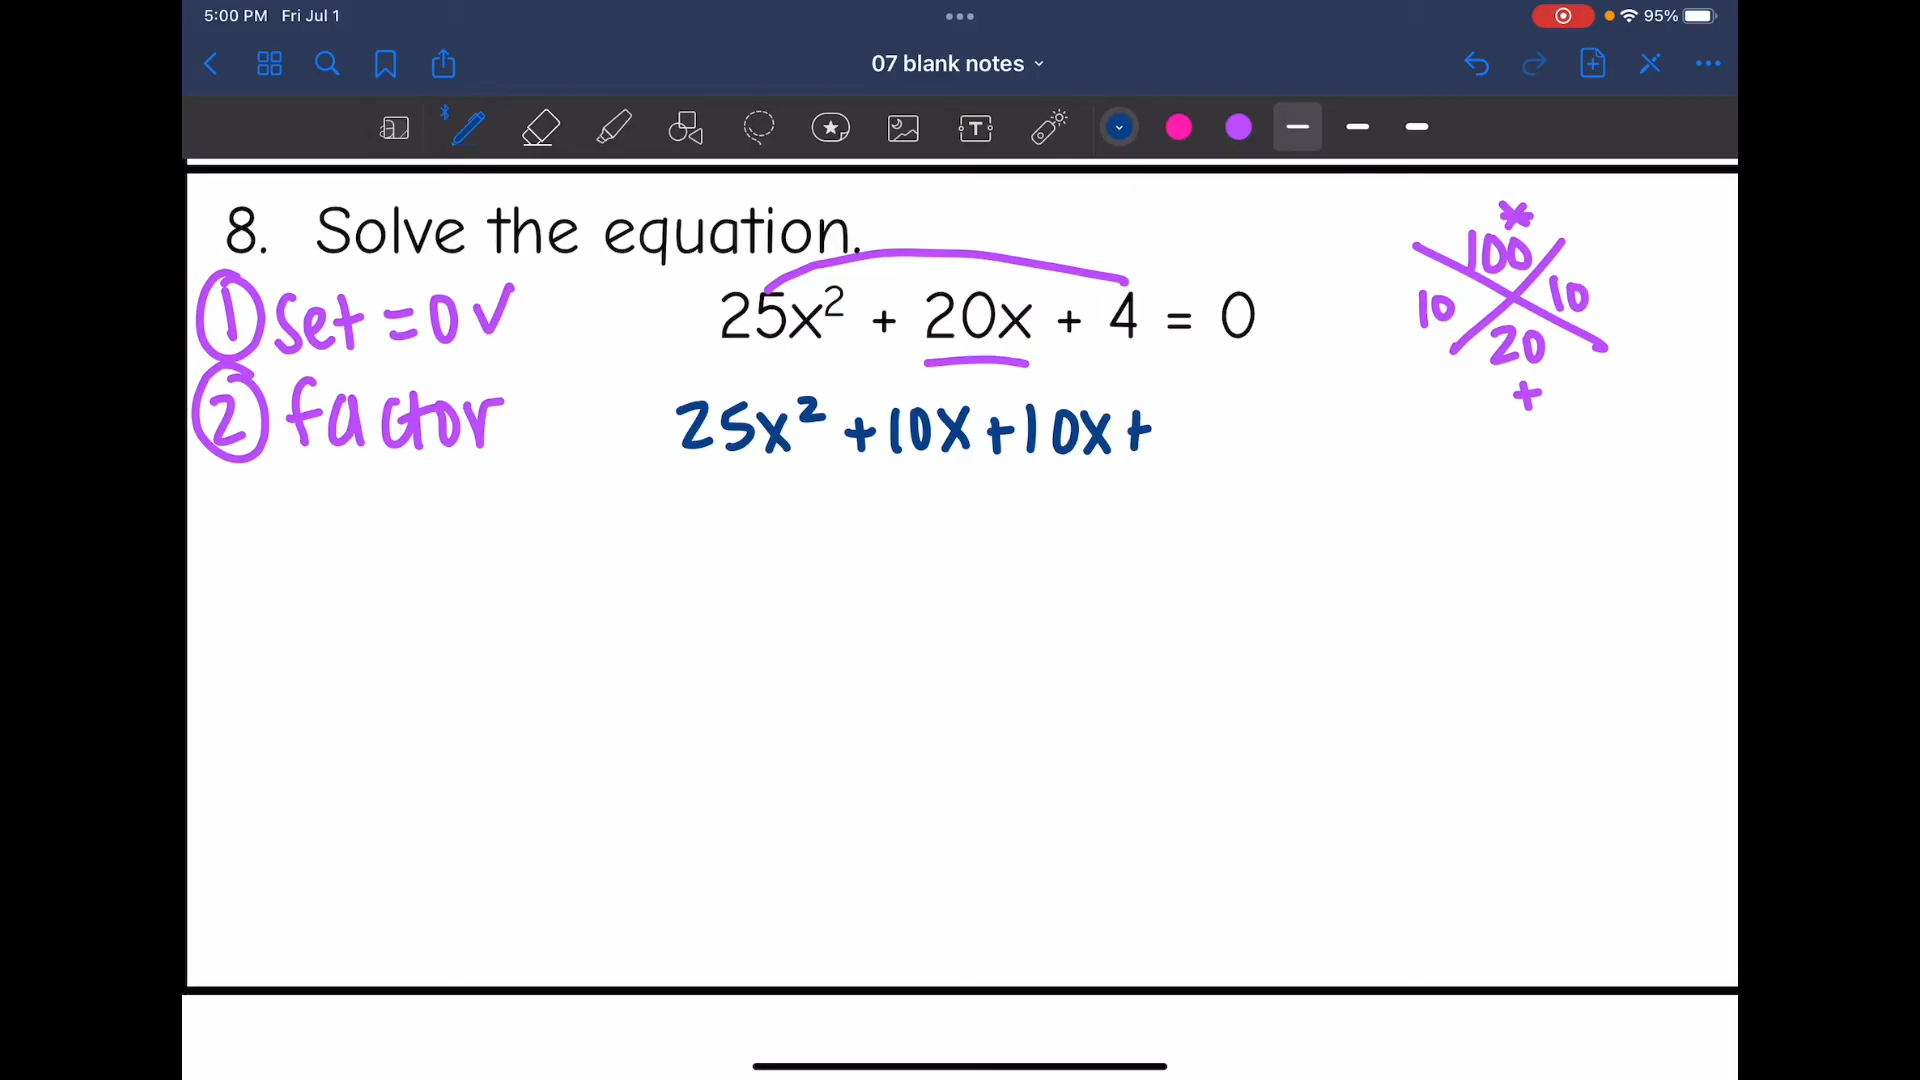 5:00 PM Fri Jul 1 95%
07 blank notes
8. Solve the equation.
① Set = 0 ✓
25x² + 20x + 4 = 0
② factor
25x² + 10x + 10x +
*
100
10 10
20
+